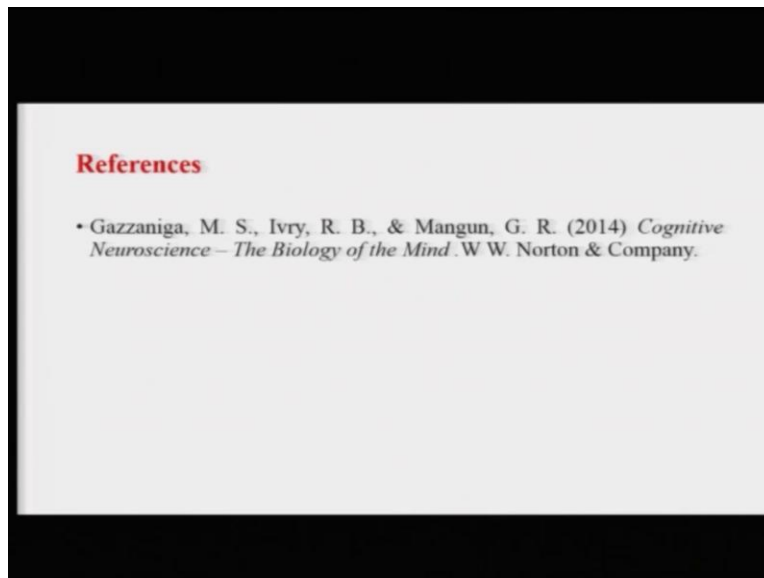 References
• Gazzaniga, M. S., Ivry, R. B., & Mangun, G. R. (2014) Cognitive
Neuroscience – The Biology of the Mind . W W. Norton & Company.